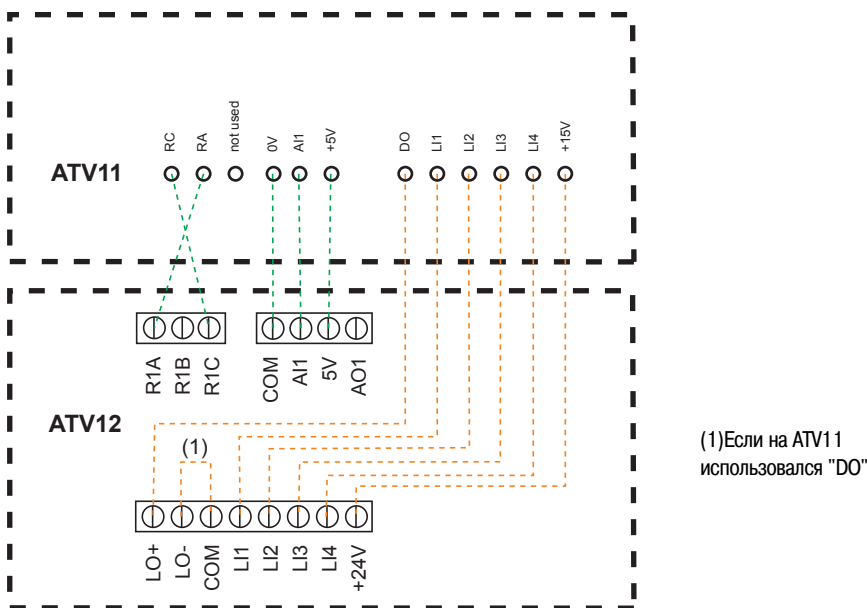 RC RA not used 0V AI1 +5V DO LI1 LI2 LI3 LI4 +15V
ATV11
R1A R1B R1C COM AI1 5V AO1
ATV12
(1)
(1)Если на ATV11
использовался "DO"
LO+ LO- COM LI1 LI2 LI3 LI4 +24V